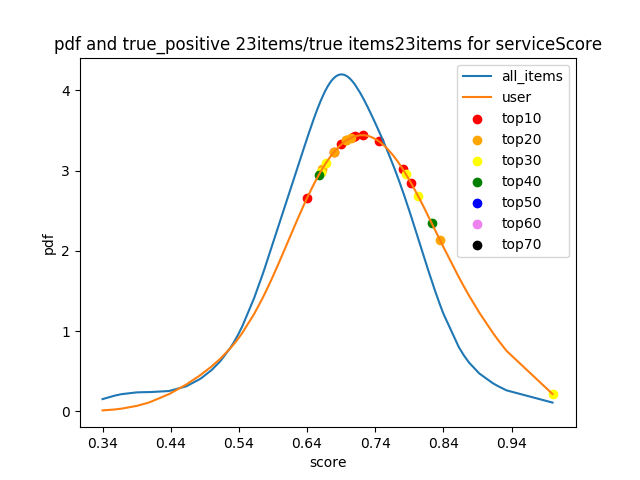 pdf and true_positive 23items/true items23items for serviceScore
all_items
user
top10
top20
top30
top40
top50
top60
top70
pdf
4
3
2
1
0
0.34 0.44 0.54 0.64 0.74 0.84 0.94
score